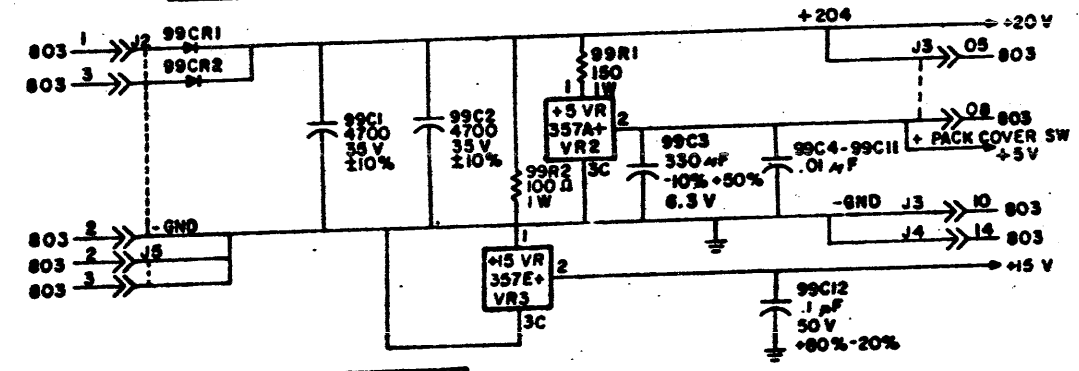 +204
+20 V
803 1 J2 99CR1
803 3 99CR2
J3 05 803
99R1
150
1W
1
+5 VR
357A+
VR2
2
3C
99C1
4700
35 V
±10%
99C2
4700
35 V
±10%
99R2
100 Ω
1W
99C3
330 µF
-10% +50%
6.3 V
99C4-99C11
.01 µF
08 803
+ PACK COVER SW
+5V
803 2 -GND
803 2 J5
803 3
-GND J3 10 803
J4 14 803
1
+15 VR
357E+
VR3
2
3C
+15 V
99C12
.1 µF
50 V
+80%-20%